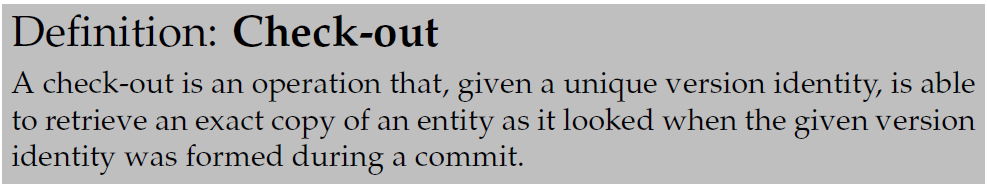 Definition: Check-out
A check-out is an operation that, given a unique version identity, is able
to retrieve an exact copy of an entity as it looked when the given version
identity was formed during a commit.